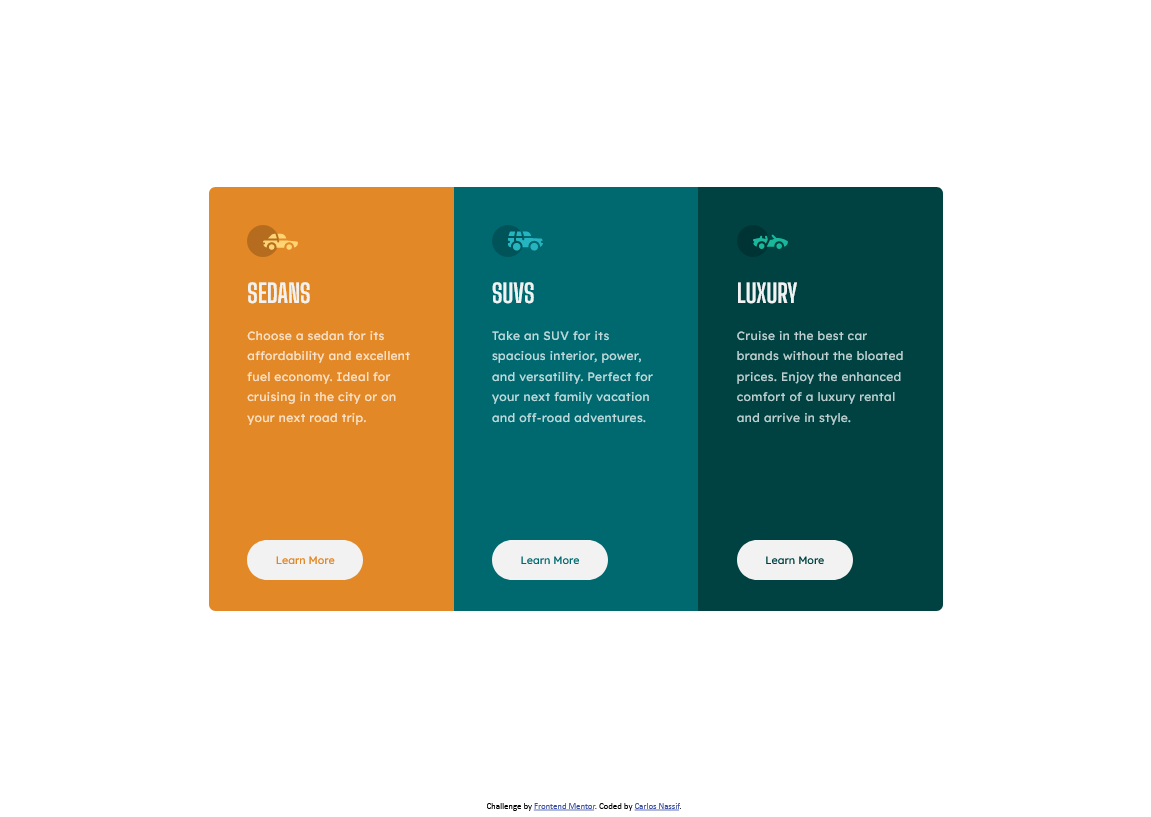 SEDANS
Choose a sedan for its
affordability and excellent
fuel economy. Ideal for
cruising in the city or on
your next road trip.
Learn More
SUVS
Take an SUV for its
spacious interior, power,
and versatility. Perfect for
your next family vacation
and off-road adventures.
Learn More
LUXURY
Cruise in the best car
brands without the bloated
prices. Enjoy the enhanced
comfort of a luxury rental
and arrive in style.
Learn More
Challenge by Frontend Mentor. Coded by Carlos Nassif.